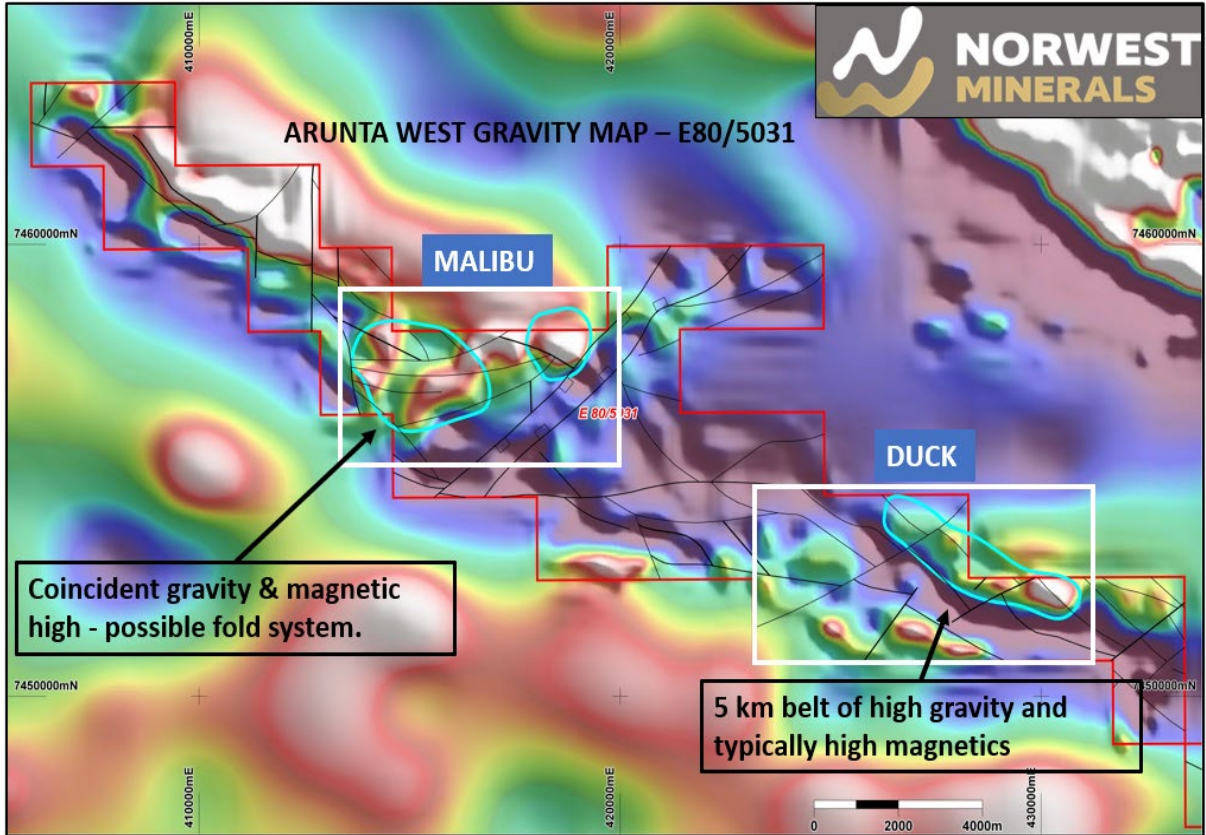 410000mE
420000mE
NORWEST
MINERALS
ARUNTA WEST GRAVITY MAP – E80/5031
7460000mN
7460000mN
MALIBU
E 80/5031
DUCK
Coincident gravity & magnetic
high - possible fold system.
7450000mN
7450000mN
5 km belt of high gravity and
typically high magnetics
410000mE
420000mE
430000mE
0 2000 4000m